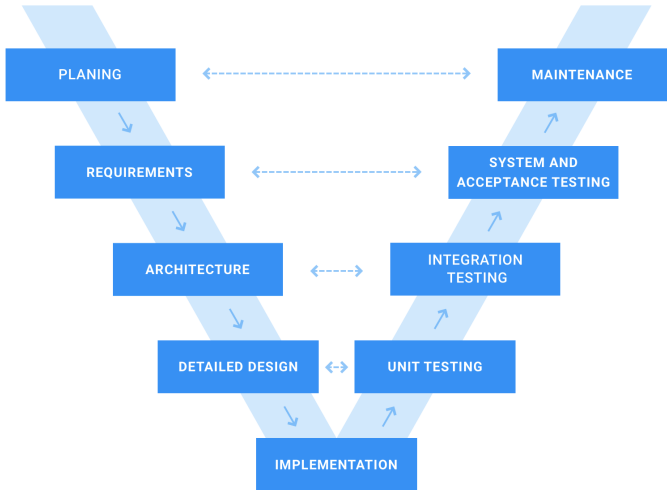 PLANING
MAINTENANCE
REQUIREMENTS
SYSTEM AND
ACCEPTANCE TESTING
ARCHITECTURE
INTEGRATION
TESTING
DETAILED DESIGN
UNIT TESTING
IMPLEMENTATION